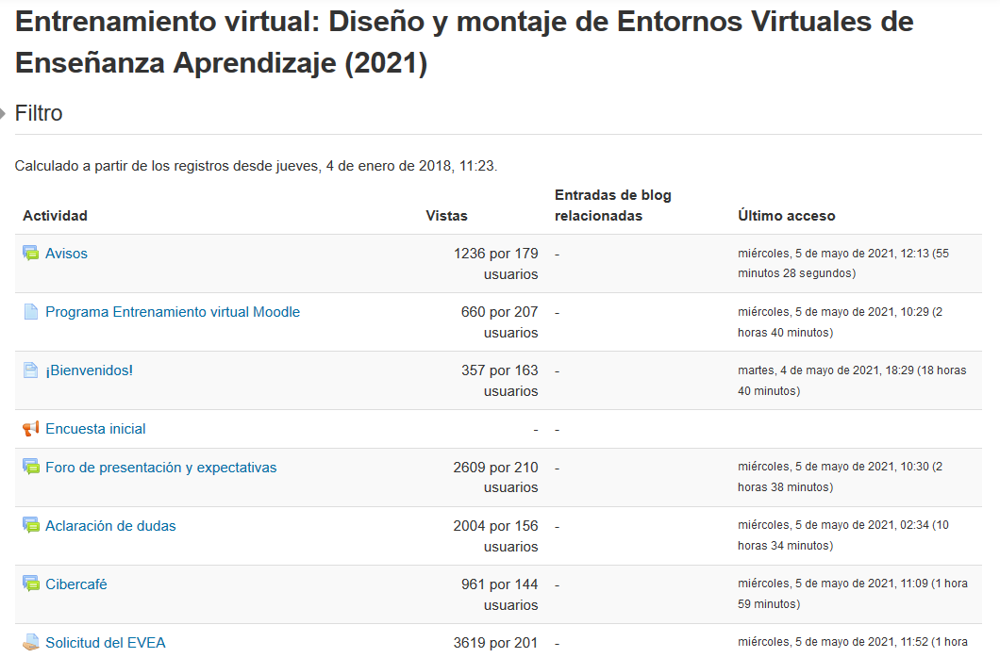 Entrenamiento virtual: Diseño y montaje de Entornos Virtuales de
Enseñanza Aprendizaje (2021)
Filtro
Calculado a partir de los registros desde jueves, 4 de enero de 2018, 11:23.
Actividad Vistas Entradas de blog relacionadas Último acceso
Avisos 1236 por 179 - miércoles, 5 de mayo de 2021, 12:13 (55
usuarios minutos 28 segundos)
Programa Entrenamiento virtual Moodle 660 por 207 - miércoles, 5 de mayo de 2021, 10:29 (2
usuarios horas 40 minutos)
¡Bienvenidos! 357 por 163 - martes, 4 de mayo de 2021, 18:29 (18 horas
usuarios 40 minutos)
Encuesta inicial - -
Foro de presentación y expectativas 2609 por 210 - miércoles, 5 de mayo de 2021, 10:30 (2
usuarios horas 38 minutos)
Aclaración de dudas 2004 por 156 - miércoles, 5 de mayo de 2021, 02:34 (10
usuarios horas 34 minutos)
Cibercafé 961 por 144 - miércoles, 5 de mayo de 2021, 11:09 (1 hora
usuarios 59 minutos)
Solicitud del EVEA 3619 por 201 - miércoles, 5 de mayo de 2021, 11:52 (1 hora